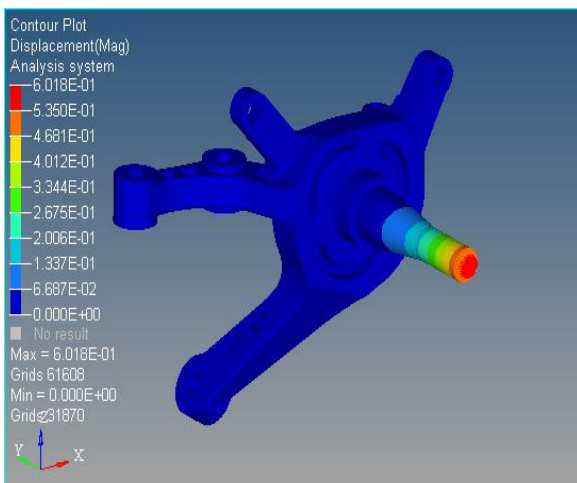 Contour Plot
Displacement(Mag)
Analysis system
6.018E-01
5.350E-01
4.681E-01
4.012E-01
3.344E-01
2.675E-01
2.006E-01
1.337E-01
6.687E-02
0.000E+00
No result
Max = 6.018E-01
Grids 61608
Min = 0.000E+00
Grids 31870
Z
Y
X